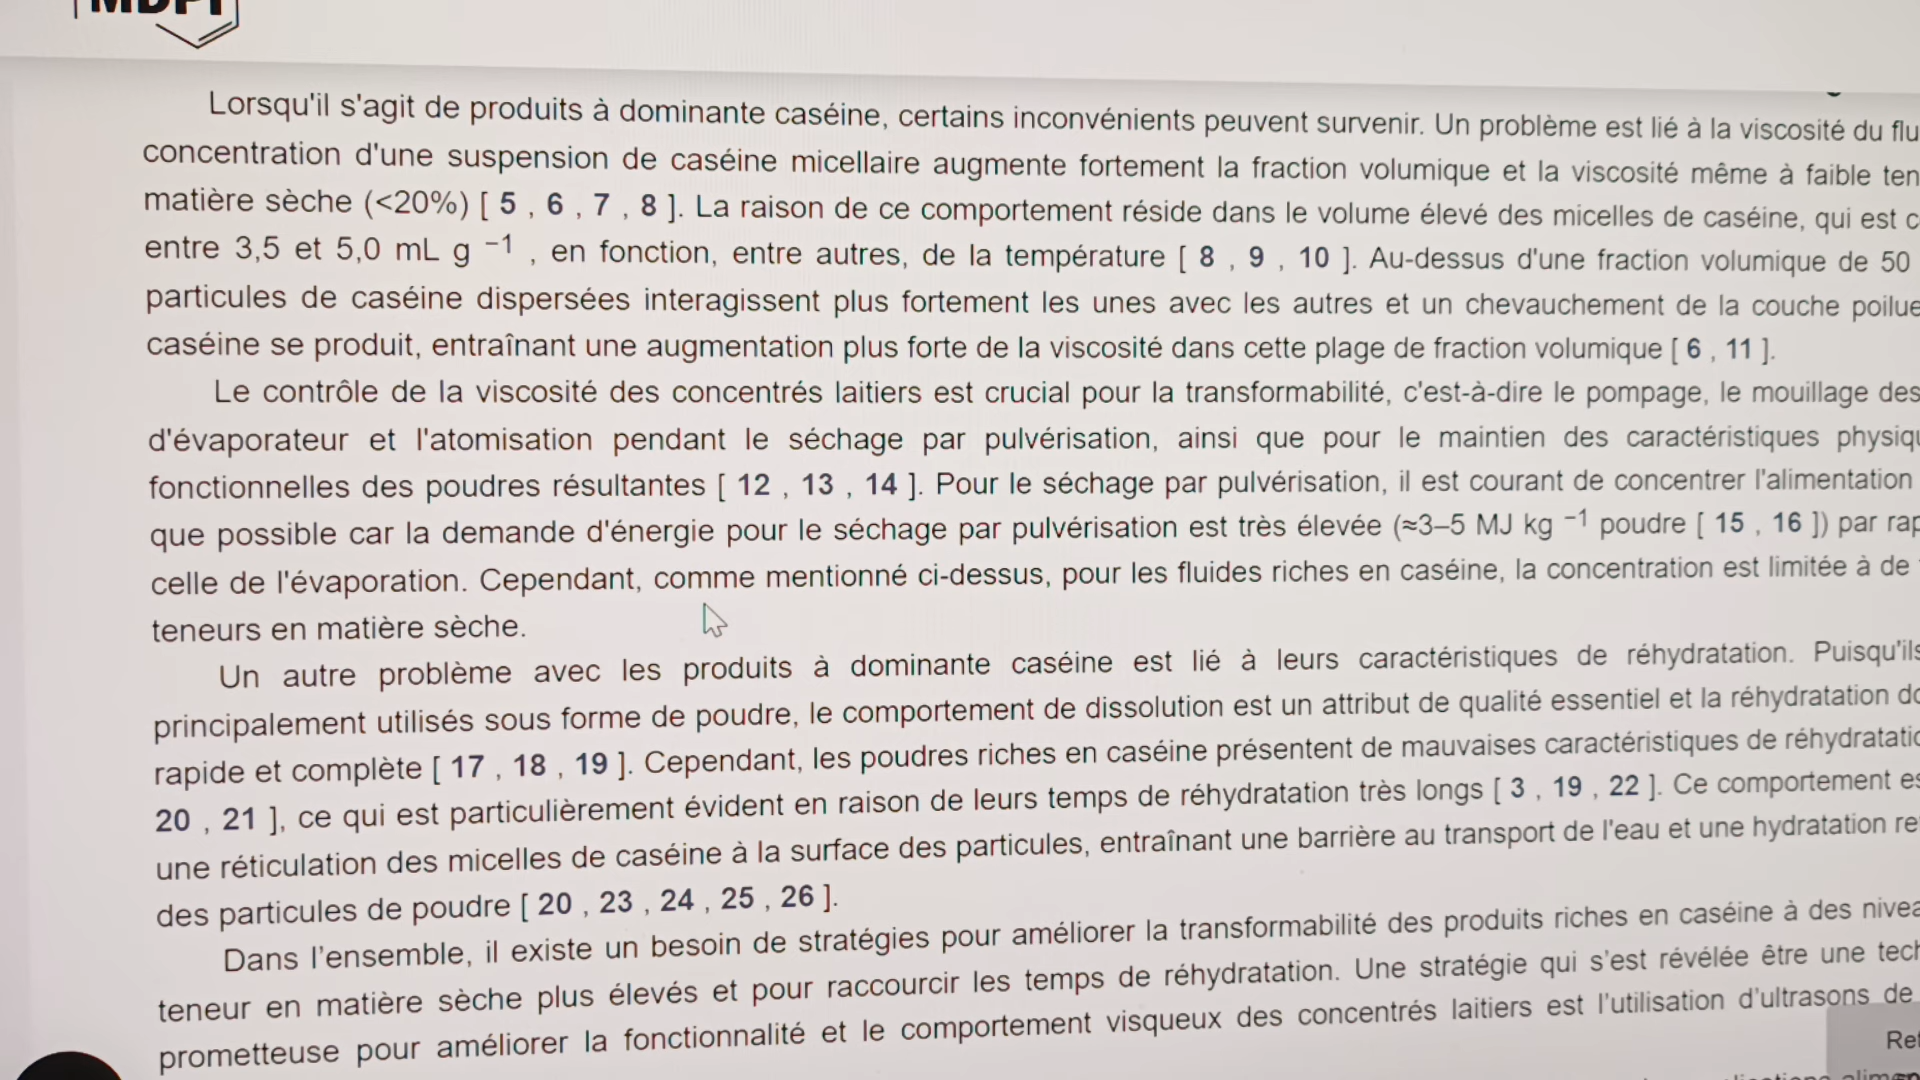 MDPI
Lorsqu'il s'agit de produits à dominante caséine, certains inconvénients peuvent survenir. Un problème est lié à la viscosité du
concentration d'une suspension de caséine micellaire augmente fortement la fraction volumique et la viscosité même à faible
matière sèche (<20%) [ 5 , 6 , 7 , 8 ]. La raison de ce comportement réside dans le volume élevé des micelles de caséine, qui est
entre 3,5 et 5,0 mL g −1 , en fonction, entre autres, de la température [ 8 , 9 , 10 ]. Au-dessus d'une fraction volumique de 50
particules de caséine dispersées interagissent plus fortement les unes avec les autres et un chevauchement de la couche poilue
caséine se produit, entraînant une augmentation plus forte de la viscosité dans cette plage de fraction volumique [ 6 , 11 ].
Le contrôle de la viscosité des concentrés laitiers est crucial pour la transformabilité, c'est-à-dire le pompage, le mouillage des
d'évaporateur et l'atomisation pendant le séchage par pulvérisation, ainsi que pour le maintien des caractéristiques
fonctionnelles des poudres résultantes [ 12 , 13 , 14 ]. Pour le séchage par pulvérisation, il est courant de concentrer l'alimentation
que possible car la demande d'énergie pour le séchage par pulvérisation est très élevée (≈3–5 MJ kg −1 poudre [ 15 , 16 ]) par
celle de l'évaporation. Cependant, comme mentionné ci-dessus, pour les fluides riches en caséine, la concentration est limitée à de
teneurs en matière sèche.
Un autre problème avec les produits à dominante caséine est lié à leurs caractéristiques de réhydratation. Puisqu'ils
principalement utilisés sous forme de poudre, le comportement de dissolution est un attribut de qualité essentiel et la réhydratation
rapide et complète [ 17 , 18 , 19 ]. Cependant, les poudres riches en caséine présentent de mauvaises caractéristiques de
20 , 21 ], ce qui est particulièrement évident en raison de leurs temps de réhydratation très longs [ 3 , 19 , 22 ]. Ce comportement
une réticulation des micelles de caséine à la surface des particules, entraînant une barrière au transport de l'eau et une hydratation
des particules de poudre [ 20 , 23 , 24 , 25 , 26 ].
Dans l’ensemble, il existe un besoin de stratégies pour améliorer la transformabilité des produits riches en caséine à des
teneur en matière sèche plus élevés et pour raccourcir les temps de réhydratation. Une stratégie qui s’est révélée être une
prometteuse pour améliorer la fonctionnalité et le comportement visqueux des concentrés laitiers est l’utilisation d’ultrasons de